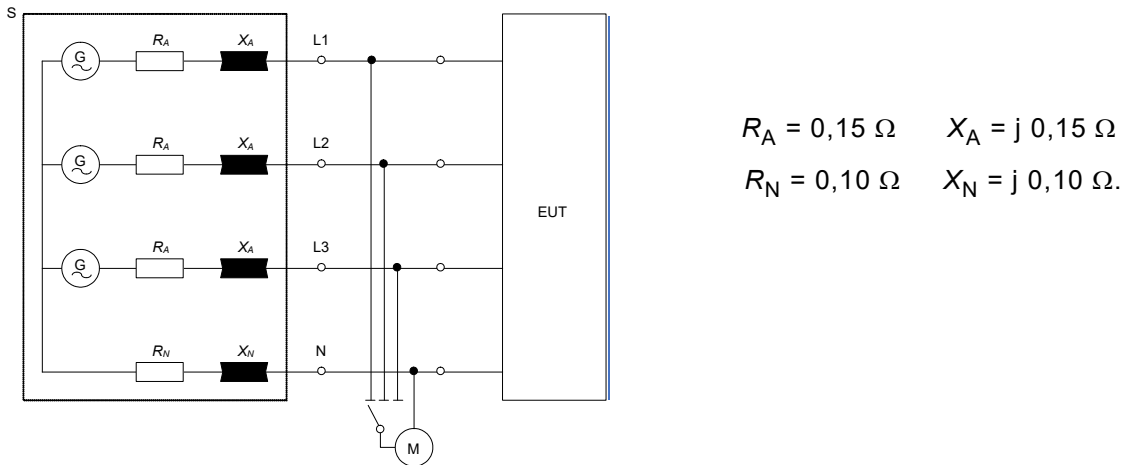 S
G
R_A
X_A
L1
G
R_A
X_A
L2
G
R_A
X_A
L3
R_N
X_N
N
M
EUT
R_A = 0,15 Ω X_A = j 0,15 Ω
R_N = 0,10 Ω X_N = j 0,10 Ω.